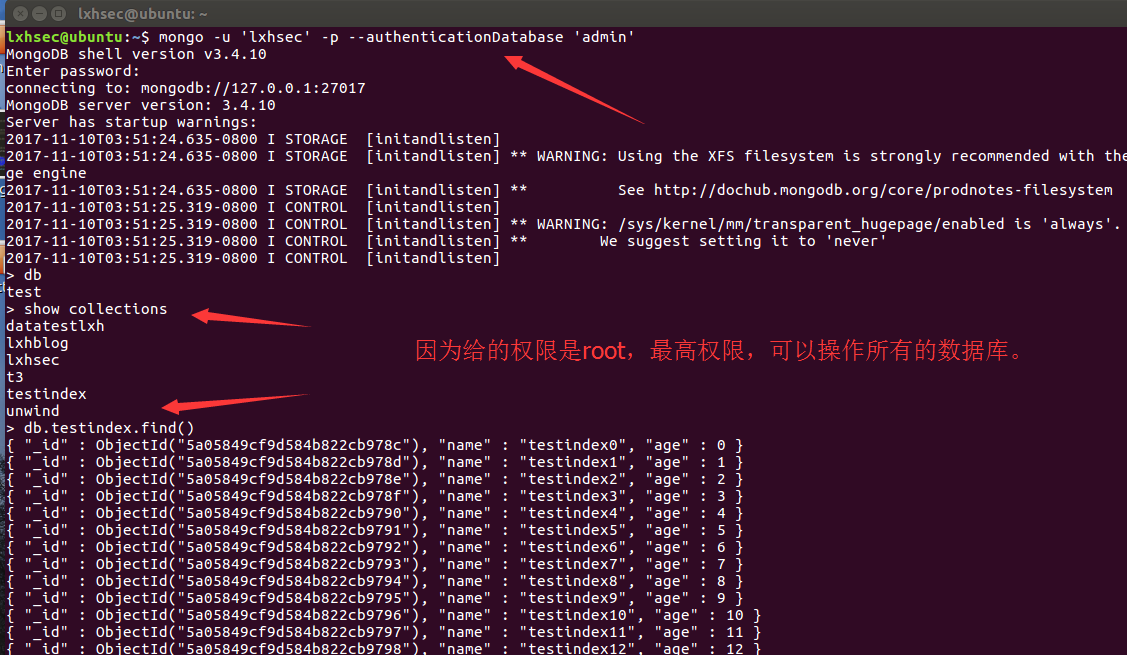 lxhsec@ubuntu: ~
lxhsec@ubuntu:~$ mongo -u 'lxhsec' -p --authenticationDatabase 'admin'
MongoDB shell version v3.4.10
Enter password:
connecting to: mongodb://127.0.0.1:27017
MongoDB server version: 3.4.10
Server has startup warnings:
2017-11-10T03:51:24.635-0800 I STORAGE  [initandlisten]
2017-11-10T03:51:24.635-0800 I STORAGE  [initandlisten] ** WARNING: Using the XFS filesystem is strongly recommended with the
ge engine
2017-11-10T03:51:24.635-0800 I STORAGE  [initandlisten] **          See http://dochub.mongodb.org/core/prodnotes-filesystem
2017-11-10T03:51:25.319-0800 I CONTROL  [initandlisten]
2017-11-10T03:51:25.319-0800 I CONTROL  [initandlisten] ** WARNING: /sys/kernel/mm/transparent_hugepage/enabled is 'always'.
2017-11-10T03:51:25.319-0800 I CONTROL  [initandlisten] **        We suggest setting it to 'never'
2017-11-10T03:51:25.319-0800 I CONTROL  [initandlisten]
> db
test
> show collections
datatestlxh
lxhblog
因为给的权限是root，最高权限，可以操作所有的数据库。
lxhsec
t3
testindex
unwind
> db.testindex.find()
{ "_id" : ObjectId("5a05849cf9d584b822cb978c"), "name" : "testindex0", "age" : 0 }
{ "_id" : ObjectId("5a05849cf9d584b822cb978d"), "name" : "testindex1", "age" : 1 }
{ "_id" : ObjectId("5a05849cf9d584b822cb978e"), "name" : "testindex2", "age" : 2 }
{ "_id" : ObjectId("5a05849cf9d584b822cb978f"), "name" : "testindex3", "age" : 3 }
{ "_id" : ObjectId("5a05849cf9d584b822cb9790"), "name" : "testindex4", "age" : 4 }
{ "_id" : ObjectId("5a05849cf9d584b822cb9791"), "name" : "testindex5", "age" : 5 }
{ "_id" : ObjectId("5a05849cf9d584b822cb9792"), "name" : "testindex6", "age" : 6 }
{ "_id" : ObjectId("5a05849cf9d584b822cb9793"), "name" : "testindex7", "age" : 7 }
{ "_id" : ObjectId("5a05849cf9d584b822cb9794"), "name" : "testindex8", "age" : 8 }
{ "_id" : ObjectId("5a05849cf9d584b822cb9795"), "name" : "testindex9", "age" : 9 }
{ "_id" : ObjectId("5a05849cf9d584b822cb9796"), "name" : "testindex10", "age" : 10 }
{ "_id" : ObjectId("5a05849cf9d584b822cb9797"), "name" : "testindex11", "age" : 11 }
{ "_id" : ObjectId("5a05849cf9d584b822cb9798"), "name" : "testindex12", "age" : 12 }